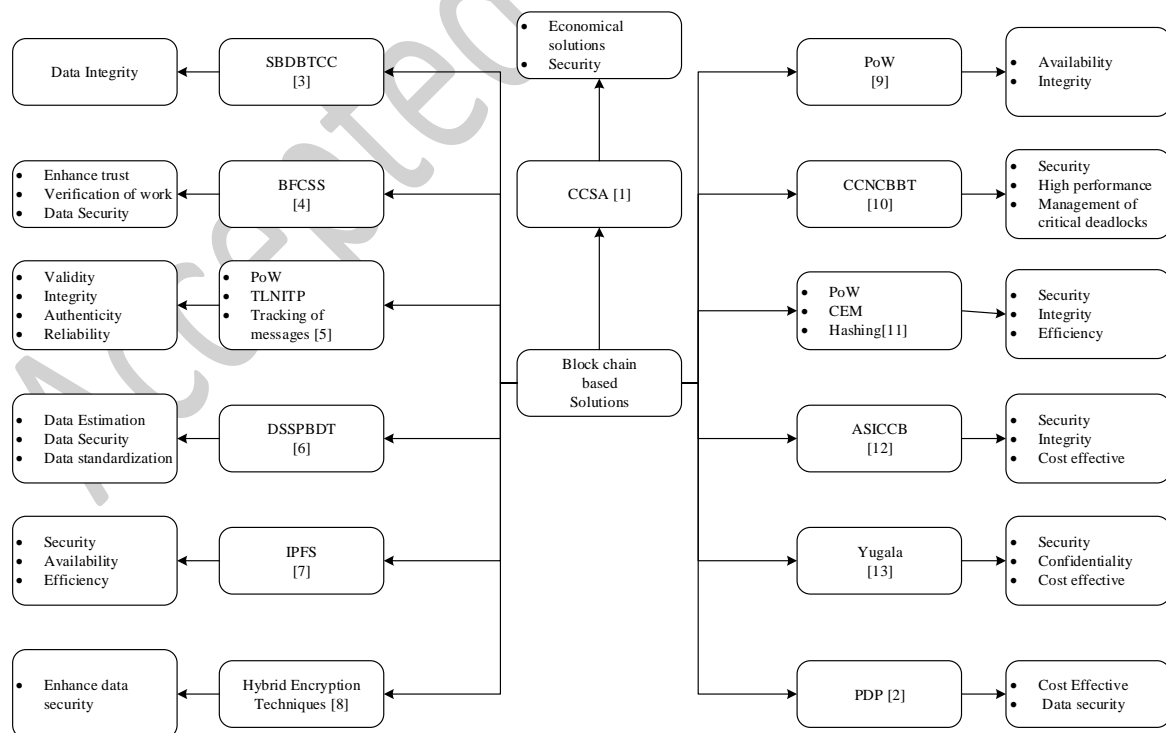 • Economical
solutions
• Security
Data Integrity
SBDBTCC
[3]
PoW
[9]
• Availability
• Integrity
• Enhance trust
• Verification of work
• Data Security
BFCSS
[4]
CCSA [1]
CCNCBBT
[10]
• Security
• High performance
• Management of
critical deadlocks
• Validity
• Integrity
• Authenticity
• Reliability
• PoW
• TLNITP
• Tracking of
messages [5]
• PoW
• CEM
• Hashing[11]
• Security
• Integrity
• Efficiency
Block chain
based
Solutions
• Data Estimation
• Data Security
• Data standardization
DSSPBDT
[6]
ASICCB
[12]
• Security
• Integrity
• Cost effective
• Security
• Availability
• Efficiency
IPFS
[7]
Yugala
[13]
• Security
• Confidentiality
• Cost effective
• Enhance data
security
Hybrid Encryption
Techniques [8]
PDP [2]
• Cost Effective
• Data security
Accepted